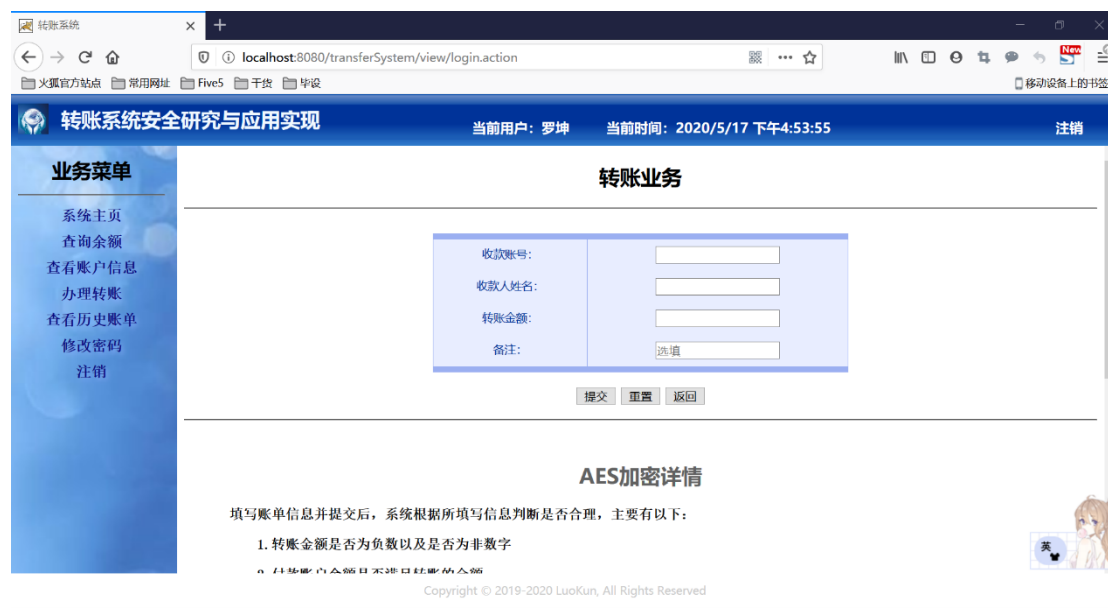 转账系统
localhost:8080/transferSystem/view/login.action
New
火狐官方站点 常用网址 Five5 干货 毕设 移动设备上的书签
转账系统安全研究与应用实现 当前用户：罗坤 当前时间：2020/5/17 下午4:53:55 注销
业务菜单
系统主页
查询余额
查看账户信息
办理转账
查看历史账单
修改密码
注销
转账业务
收款账号：
收款人姓名：
转账金额：
备注： 选填
提交 重置 返回
AES加密详情
填写账单信息并提交后，系统根据所填写信息判断是否合理，主要有以下：
1. 转账金额是否为负数以及是否为非数字
英
Copyright © 2019-2020 LuoKun, All Rights Reserved